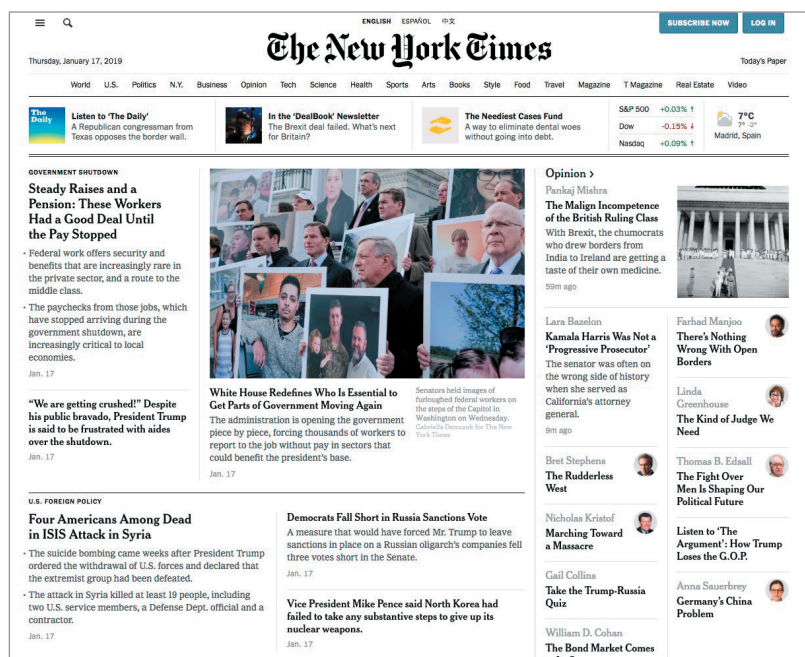 ENGLISH ESPAÑOL 中文
SUBSCRIBE NOW LOG IN
The New York Times
Thursday, January 17, 2019
Today's Paper
World U.S. Politics N.Y. Business Opinion Tech Science Health Sports Arts Books Style Food Travel Magazine T Magazine Real Estate Video
The
Daily
Listen to 'The Daily'
A Republican congressman from
Texas opposes the border wall.
In the 'DealBook' Newsletter
The Brexit deal failed. What's next
for Britain?
The Neediest Cases Fund
A way to eliminate dental woes
without going into debt.
S&P 500 +0.03% ↑
Dow -0.15% ↓
Nasdaq +0.09% ↑
7°C
7° -2°
Madrid, Spain
GOVERNMENT SHUTDOWN
Steady Raises and a
Pension: These Workers
Had a Good Deal Until
the Pay Stopped
• Federal work offers security and
benefits that are increasingly rare in
the private sector, and a route to the
middle class.
• The paychecks from those jobs, which
have stopped arriving during the
government shutdown, are
increasingly critical to local
economies.
Jan. 17
“We are getting crushed!” Despite
his public bravado, President Trump
is said to be frustrated with aides
over the shutdown.
Jan. 17
White House Redefines Who Is Essential to
Get Parts of Government Moving Again
The administration is opening the government
piece by piece, forcing thousands of workers to
report to the job without pay in sectors that
could benefit the president's base.
Jan. 17
Senators held images of
furloughed federal workers on
the steps of the Capitol in
Washington on Wednesday.
Gabriella Demczuk for The New
York Times
U.S. FOREIGN POLICY
Four Americans Among Dead
in ISIS Attack in Syria
• The suicide bombing came weeks after President Trump
ordered the withdrawal of U.S. forces and declared that
the extremist group had been defeated.
• The attack in Syria killed at least 19 people, including
two U.S. service members, a Defense Dept. official and a
contractor.
Jan. 17
Democrats Fall Short in Russia Sanctions Vote
A measure that would have forced Mr. Trump to leave
sanctions in place on a Russian oligarch's companies fell
three votes short in the Senate.
Jan. 17
Vice President Mike Pence said North Korea had
failed to take any substantive steps to give up its
nuclear weapons.
Jan. 17
Opinion >
Pankaj Mishra
The Malign Incompetence
of the British Ruling Class
With Brexit, the chumocrats
who drew borders from
India to Ireland are getting a
taste of their own medicine.
59m ago
Lara Bazelon
Kamala Harris Was Not a
‘Progressive Prosecutor’
The senator was often on
the wrong side of history
when she served as
California's attorney
general.
9m ago
Bret Stephens
The Rudderless
West
Nicholas Kristof
Marching Toward
a Massacre
Gail Collins
Take the Trump-Russia
Quiz
William D. Cohan
The Bond Market Comes
Farhad Manjoo
There's Nothing
Wrong With Open
Borders
Linda
Greenhouse
The Kind of Judge We
Need
Thomas B. Edsall
The Fight Over
Men Is Shaping Our
Political Future
Listen to ‘The
Argument’: How Trump
Loses the G.O.P.
Anna Sauerbrey
Germany's China
Problem